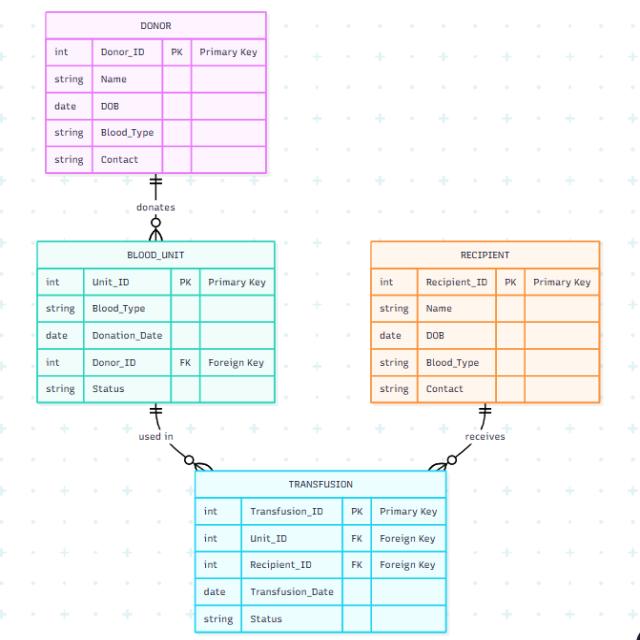 DONOR
int Donor_ID PK Primary Key
string Name
date DOB
string Blood_Type
string Contact
donates
BLOOD_UNIT
int Unit_ID PK Primary Key
string Blood_Type
date Donation_Date
int Donor_ID FK Foreign Key
string Status
RECIPIENT
int Recipient_ID PK Primary Key
string Name
date DOB
string Blood_Type
string Contact
used in
receives
TRANSFUSION
int Transfusion_ID PK Primary Key
int Unit_ID FK Foreign Key
int Recipient_ID FK Foreign Key
date Transfusion_Date
string Status